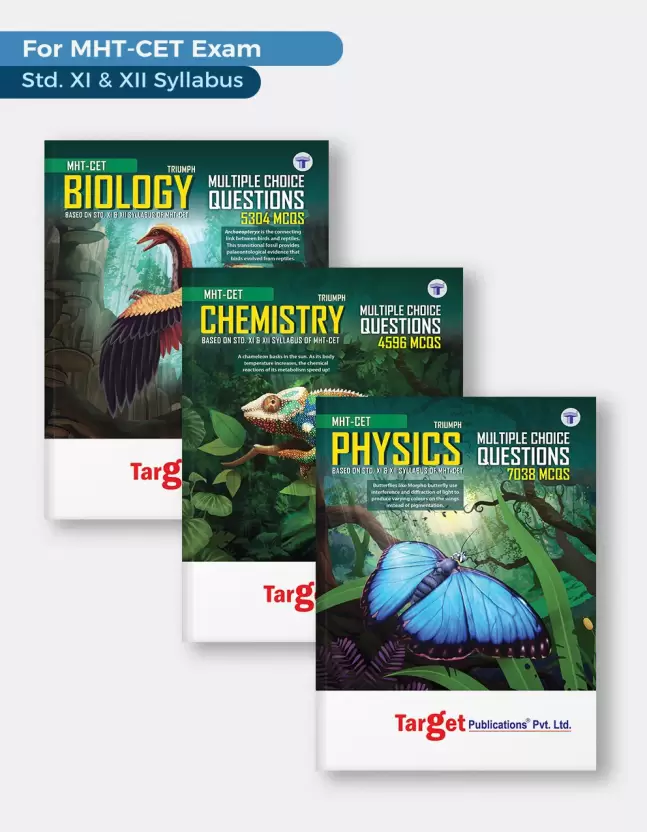 For MHT-CET Exam
Std. XI & XII Syllabus
MHT-CET
TRIUMPH
BIOLOGY
BASED ON STD. XI & XII SYLLABUS OF MHT-CET
MULTIPLE CHOICE
QUESTIONS
5304 MCQS
Archaeopteryx is the connecting
link between birds and reptiles.
This transitional fossil provides
palaeontological evidence that
birds evolved from reptiles.
Targ
MHT-CET
TRIUMPH
CHEMISTRY
BASED ON STD. XI & XII SYLLABUS OF MHT-CET
MULTIPLE CHOICE
QUESTIONS
4596 MCQS
A chameleon basks in the sun. As its body
temperature increases, the chemical
reactions of its metabolism speed up!
Targ
MHT-CET
TRIUMPH
PHYSICS
BASED ON STD. XI & XII SYLLABUS OF MHT-CET
MULTIPLE CHOICE
QUESTIONS
7038 MCQS
Butterflies like Morpho butterfly use
interference and diffraction of light to
produce varying colours on the wings
instead of pigmentation.
Target Publications® Pvt. Ltd.